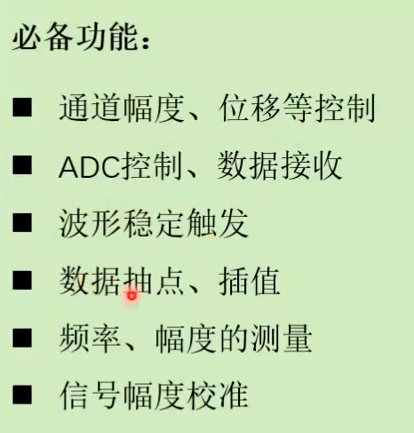 必备功能：
■ 通道幅度、位移等控制
■ ADC控制、数据接收
■ 波形稳定触发
■ 数据抽点、插值
■ 频率、幅度的测量
■ 信号幅度校准